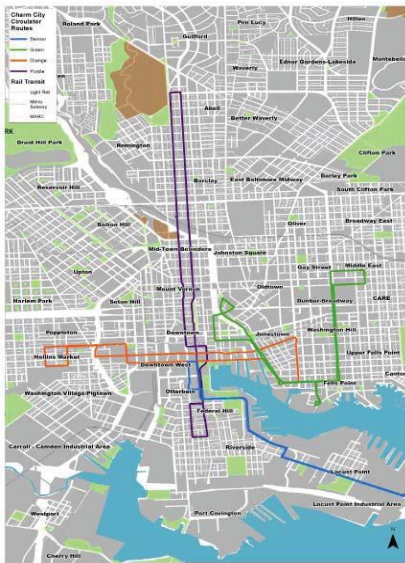 Charm City
Circulator
Routes
Banner
Green
Orange
Purple
Rail Transit
Light Rail
Metro
Subway
MARC
Roland Park
Guilford
Pen Lucy
Hillen
Waverly
Ednor Gardens-Lakeside
Montebello
Abell
Better Waverly
Druid Hill Park
Remington
Clifton Park
Darley Park
Barclay
East Baltimore Midway
South Clifton Park
Reservoir Hill
Bolton Hill
Oliver
Broadway East
Mid-Town Belvedere
Johnston Square
Upton
Gay Street
Middle East
Oldtown
Mount Vernon
Harlem Park
Seton Hill
Dunbar-Broadway
CARE
Poppleton
Downtown
Jonestown
Washington Hill
Hollins Market
Downtown West
Upper Fells Point
Otterbein
Fells Point
Canton
Washington Village/Pigtown
Federal Hill
Carroll - Camden Industrial Area
Riverside
Locust Point
Locust Point Industrial Area
Westport
Port Covington
Cherry Hill
N